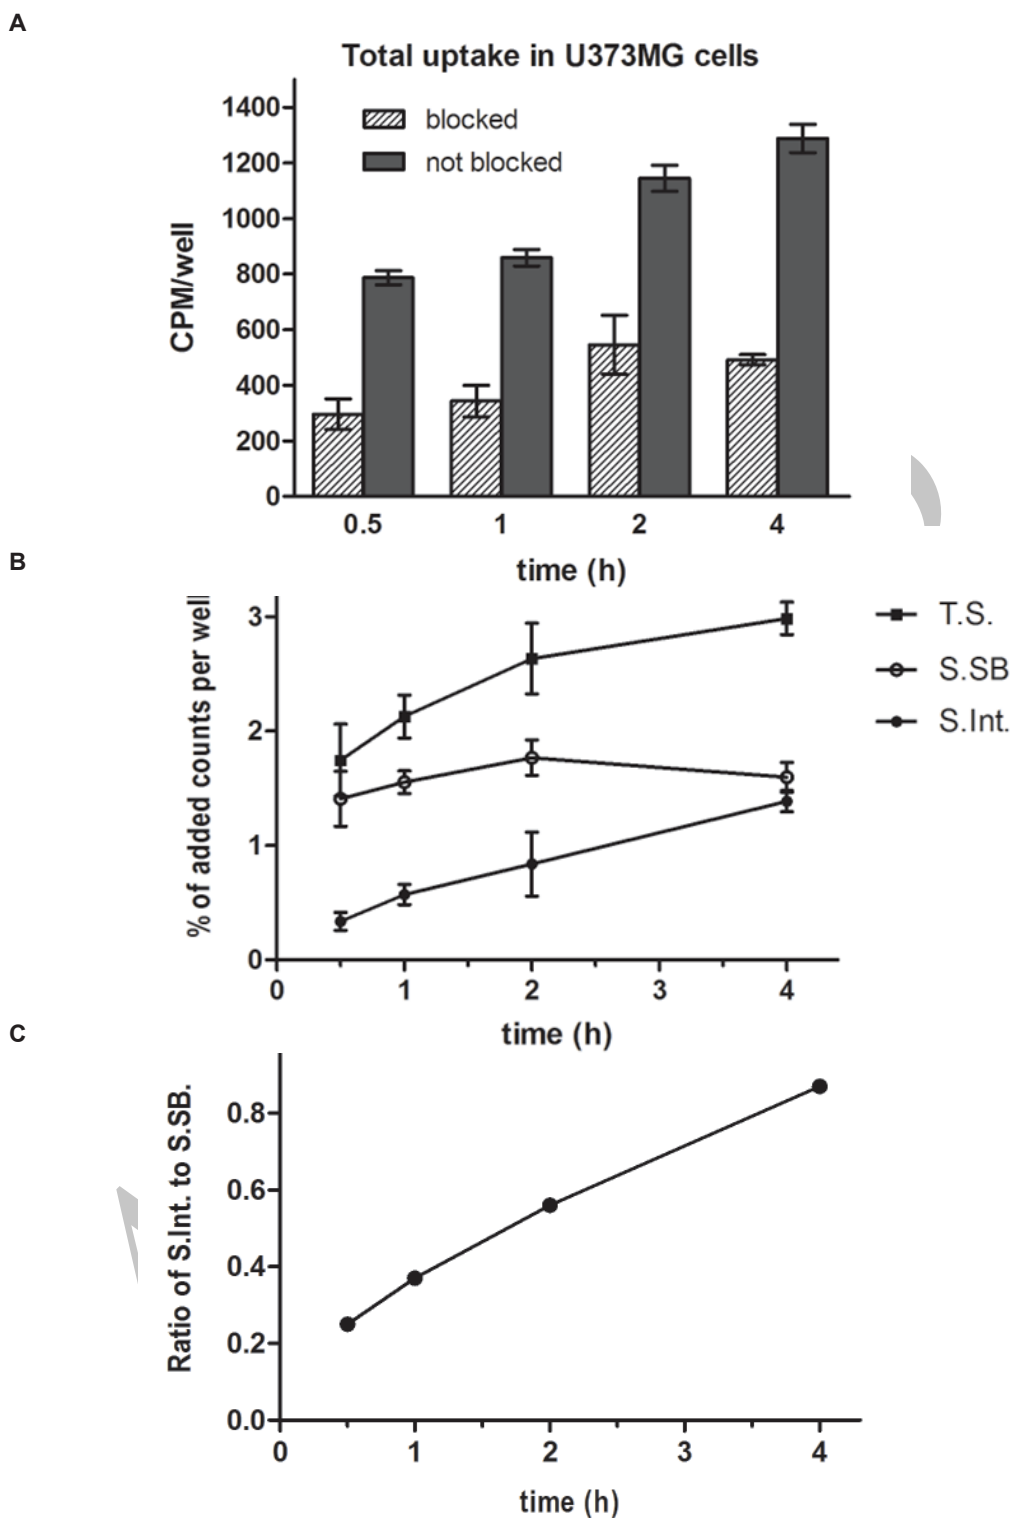 A
Total uptake in U373MG cells
blocked
not blocked
CPM/well
1400
1200
1000
800
600
400
200
0
0.5 1 2 4
time (h)
B
% of added counts per well
3
2
1
0
0 1 2 3 4
time (h)
T.S.
S.SB
S.Int.
C
Ratio of S.Int. to S.SB.
0.8
0.6
0.4
0.2
0.0
0 1 2 3 4
time (h)